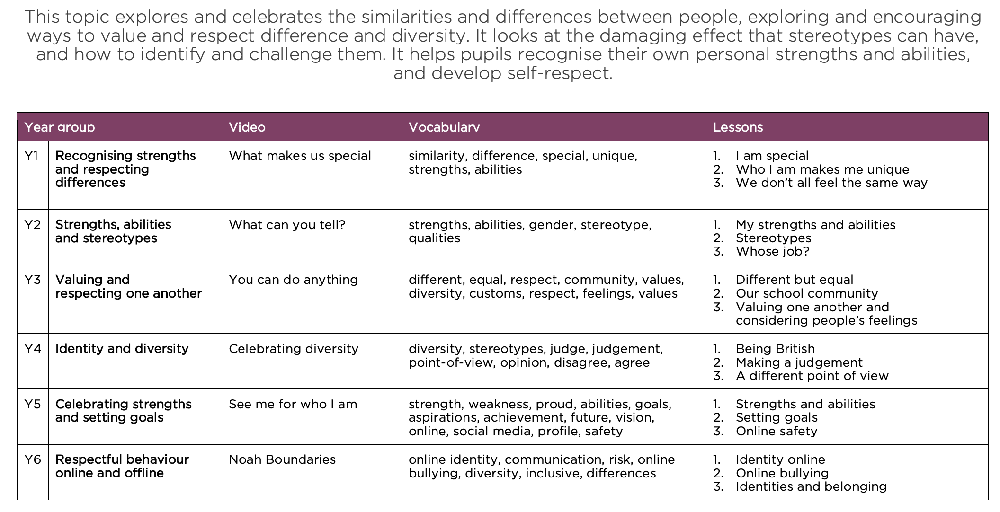 This topic explores and celebrates the similarities and differences between people, exploring and encouraging
ways to value and respect difference and diversity. It looks at the damaging effect that stereotypes can have,
and how to identify and challenge them. It helps pupils recognise their own personal strengths and abilities,
and develop self-respect.
Year group
Video
Vocabulary
Lessons
Y1
Recognising strengths
and respecting
differences
What makes us special
similarity, difference, special, unique,
strengths, abilities
1. I am special
2. Who I am makes me unique
3. We don't all feel the same way
Y2
Strengths, abilities
and stereotypes
What can you tell?
strengths, abilities, gender, stereotype,
qualities
1. My strengths and abilities
2. Stereotypes
3. Whose job?
Y3
Valuing and
respecting one another
You can do anything
different, equal, respect, community, values,
diversity, customs, respect, feelings, values
1. Different but equal
2. Our school community
3. Valuing one another and
considering people's feelings
Y4
Identity and diversity
Celebrating diversity
diversity, stereotypes, judge, judgement,
point-of-view, opinion, disagree, agree
1. Being British
2. Making a judgement
3. A different point of view
Y5
Celebrating strengths
and setting goals
See me for who I am
strength, weakness, proud, abilities, goals,
aspirations, achievement, future, vision,
online, social media, profile, safety
1. Strengths and abilities
2. Setting goals
3. Online safety
Y6
Respectful behaviour
online and offline
Noah Boundaries
online identity, communication, risk, online
bullying, diversity, inclusive, differences
1. Identity online
2. Online bullying
3. Identities and belonging